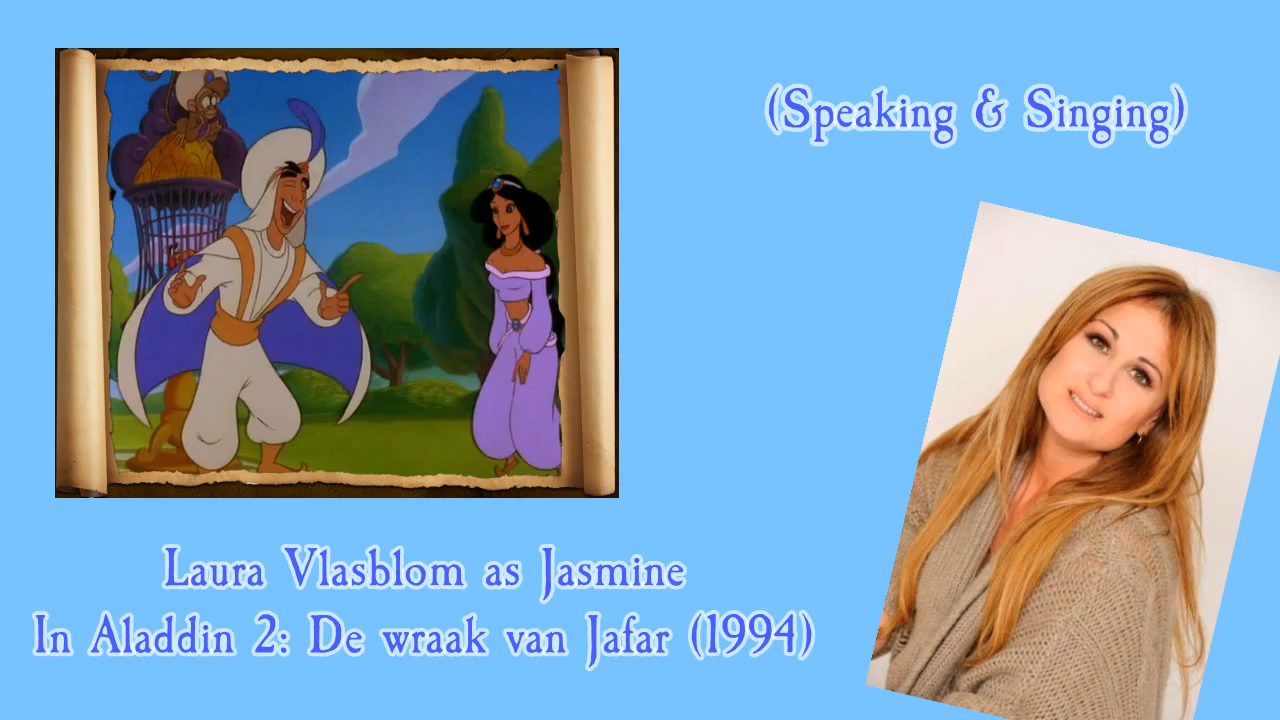 (Speaking & Singing)
Laura Vlasblom as Jasmine
In Aladdin 2: De wraak van Jafar (1994)